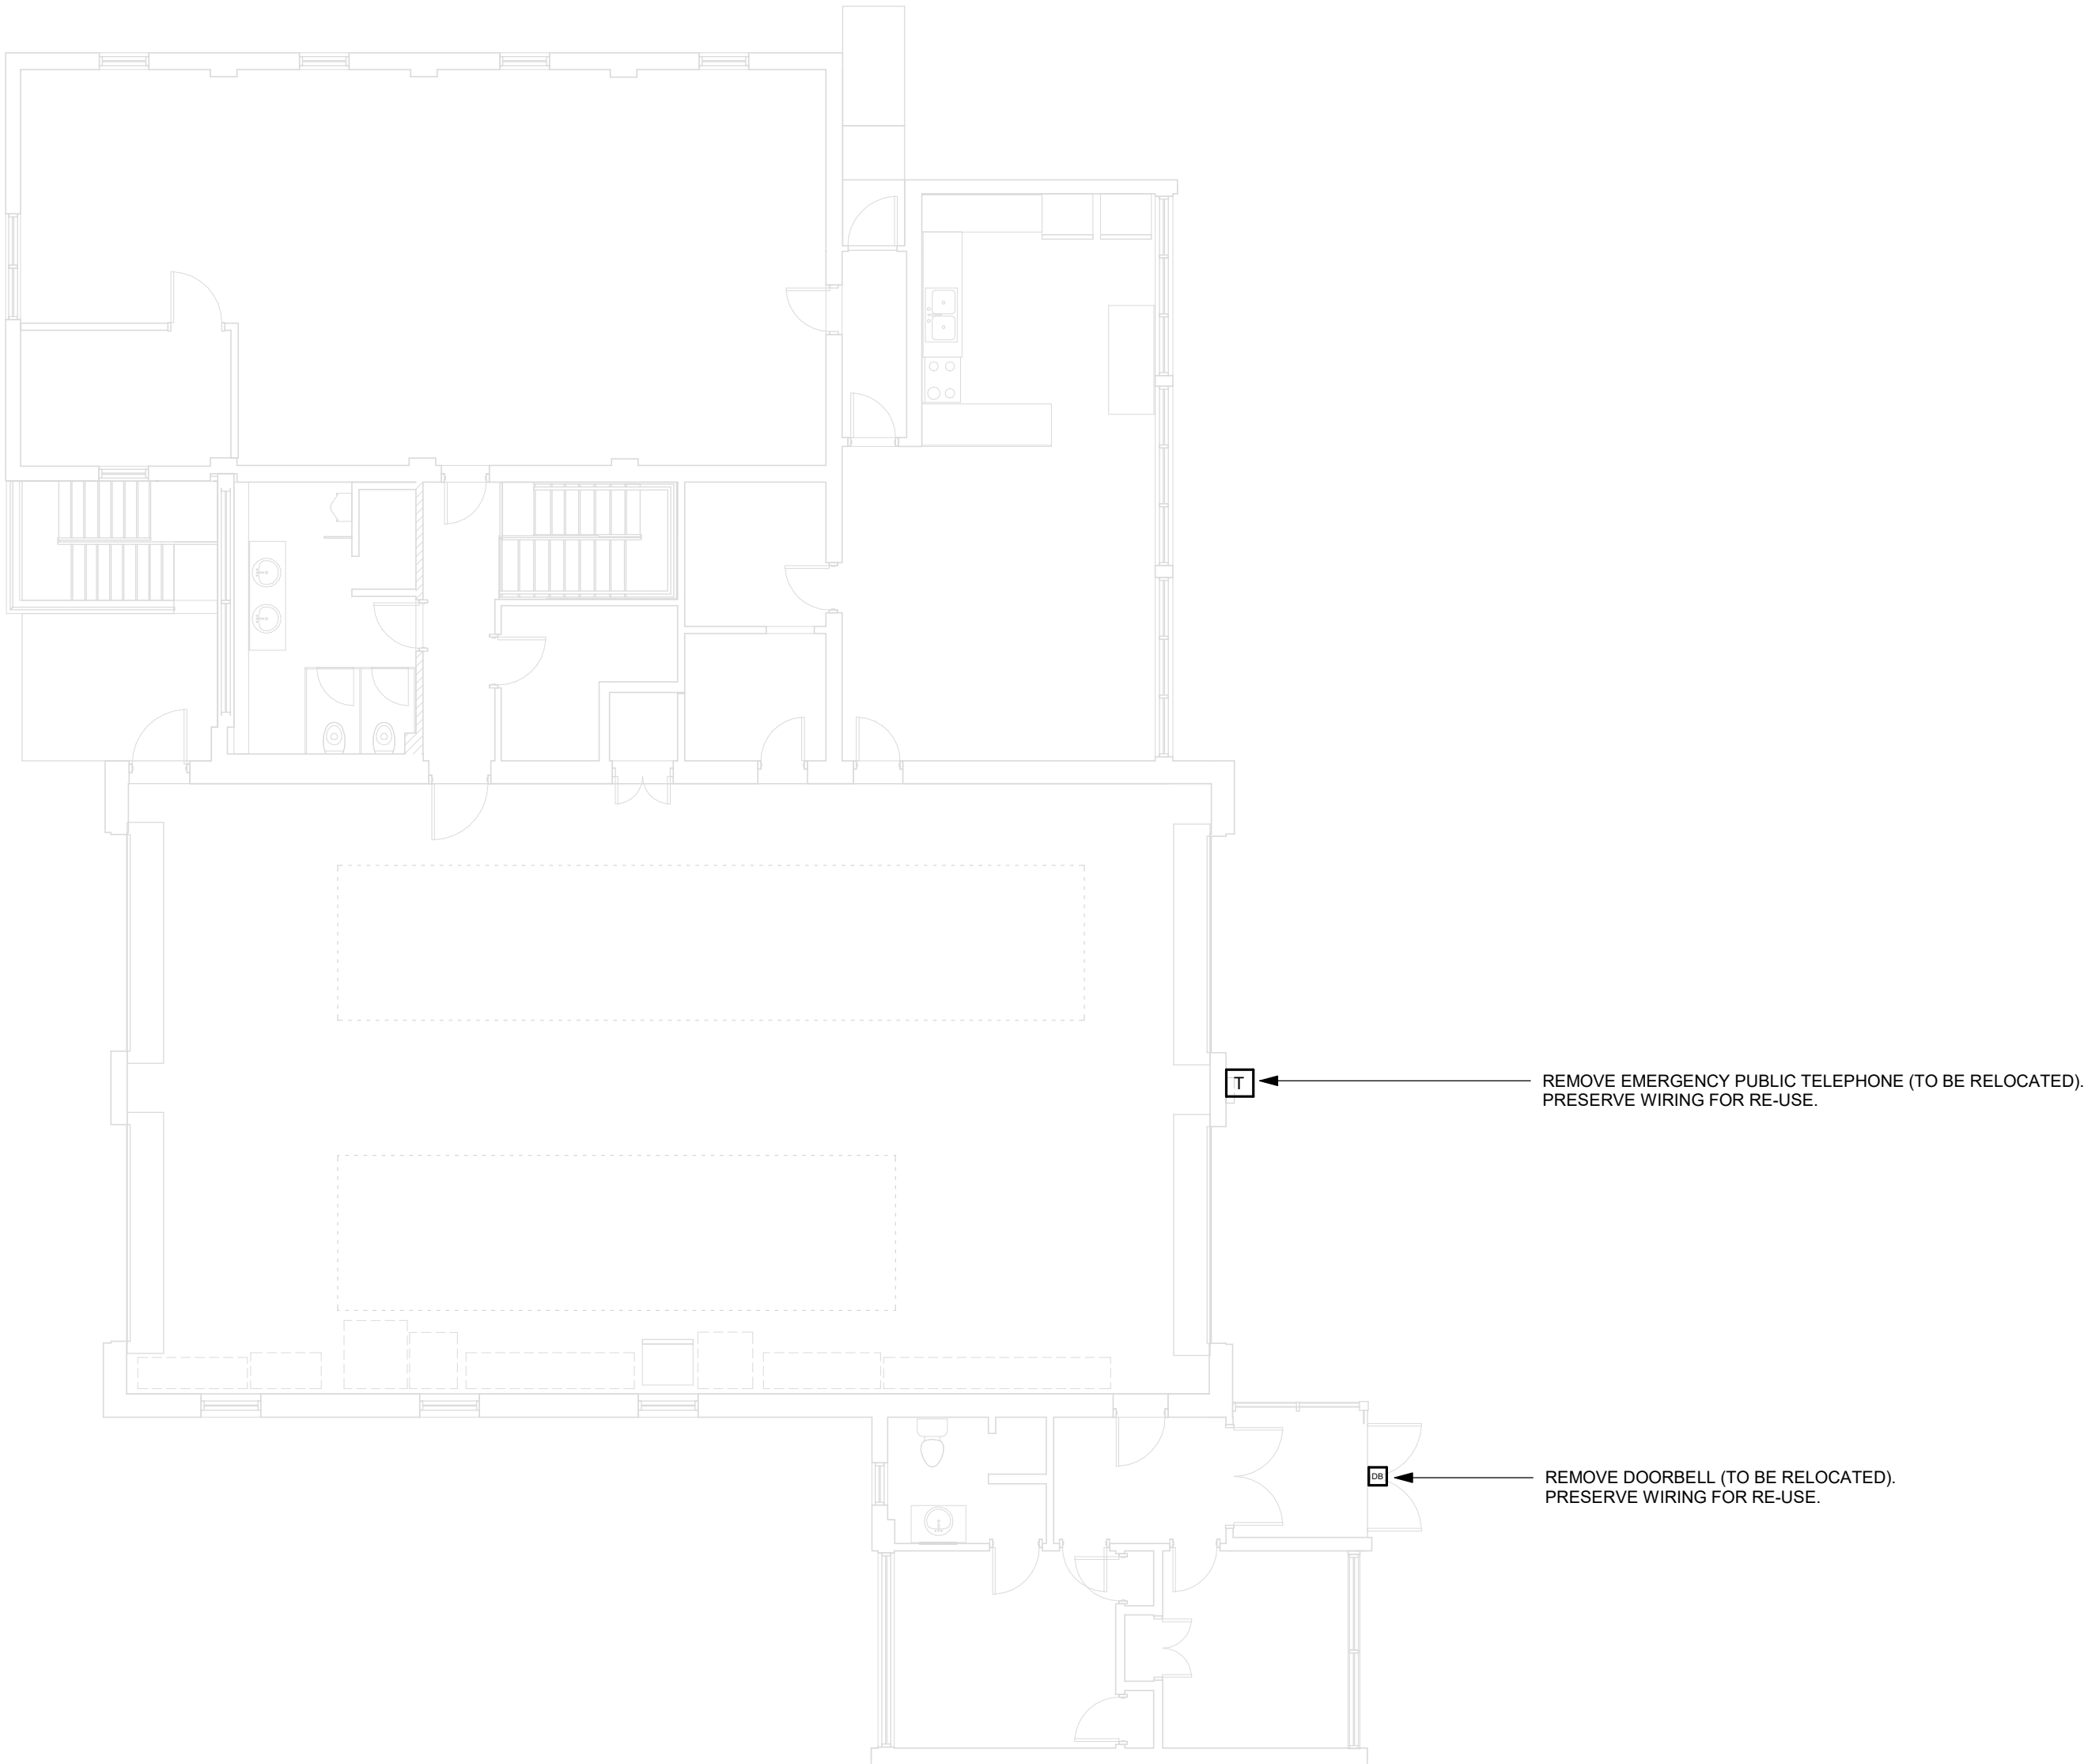 T
REMOVE EMERGENCY PUBLIC TELEPHONE (TO BE RELOCATED).
PRESERVE WIRING FOR RE-USE.
DB
REMOVE DOORBELL (TO BE RELOCATED).
PRESERVE WIRING FOR RE-USE.